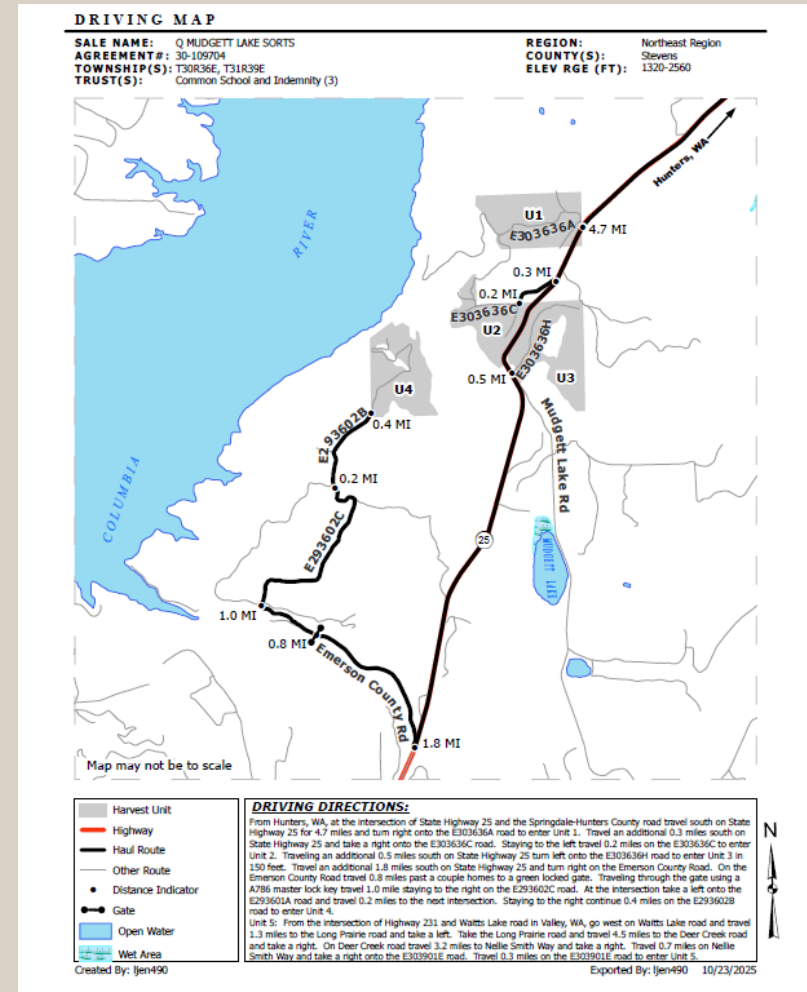 DRIVING MAP
SALE NAME: Q MUDGETT LAKE SORTS
AGREEMENT#: 30-109704
TOWNSHIP(S): T30R36E, T31R39E
TRUST(S): Common School and Indemnity (3)
REGION: Northeast Region
COUNTY(S): Stevens
ELEV RGE (FT): 1320-2560
Hunters, WA
RIVER
U1
E303636A
4.7 MI
0.3 MI
0.2 MI
E303636C
U2
E303636H
0.5 MI
U3
U4
0.4 MI
E293602B
Mudgett Lake Rd
0.2 MI
COLUMBIA
E293602C
25
MUDGETT LAKE
1.0 MI
0.8 MI
Emerson County Rd
1.8 MI
Map may not be to scale
Harvest Unit
Highway
Haul Route
Other Route
Distance Indicator
Gate
Open Water
Wet Area
DRIVING DIRECTIONS:
From Hunters, WA, at the intersection of State Highway 25 and the Springdale-Hunters County road travel south on State
Highway 25 for 4.7 miles and turn right onto the E303636A road to enter Unit 1. Travel an additional 0.3 miles south on
State Highway 25 and take a right onto the E303636C road. Staying to the left travel 0.2 miles on the E303636C to enter
Unit 2. Traveling an additional 0.5 miles south on State Highway 25 turn left onto the E303636H road to enter Unit 3 in
150 feet. Travel an additional 1.8 miles south on State Highway 25 and turn right on the Emerson County Road. On the
Emerson County Road travel 0.8 miles past a couple homes to a green locked gate. Traveling through the gate using a
A786 master lock key travel 1.0 mile staying to the right on the E293602C road. At the intersection take a left onto the
E293601A road and travel 0.2 miles to the next intersection. Staying to the right continue 0.4 miles on the E293602B
road to enter Unit 4.
Unit 5: From the intersection of Highway 231 and Waitts Lake road in Valley, WA, go west on Waitts Lake road and travel
1.3 miles to the Long Prairie road and take a left. Take the Long Prairie road and travel 4.5 miles to the Deer Creek road
and take a right. On Deer Creek road travel 3.2 miles to Nellie Smith Way and take a right. Travel 0.7 miles on Nellie
Smith Way and take a right onto the E303901E road. Travel 0.3 miles on the E303901E road to enter Unit 5.
N
Created By: ljen490
Exported By: ljen490 10/23/2025